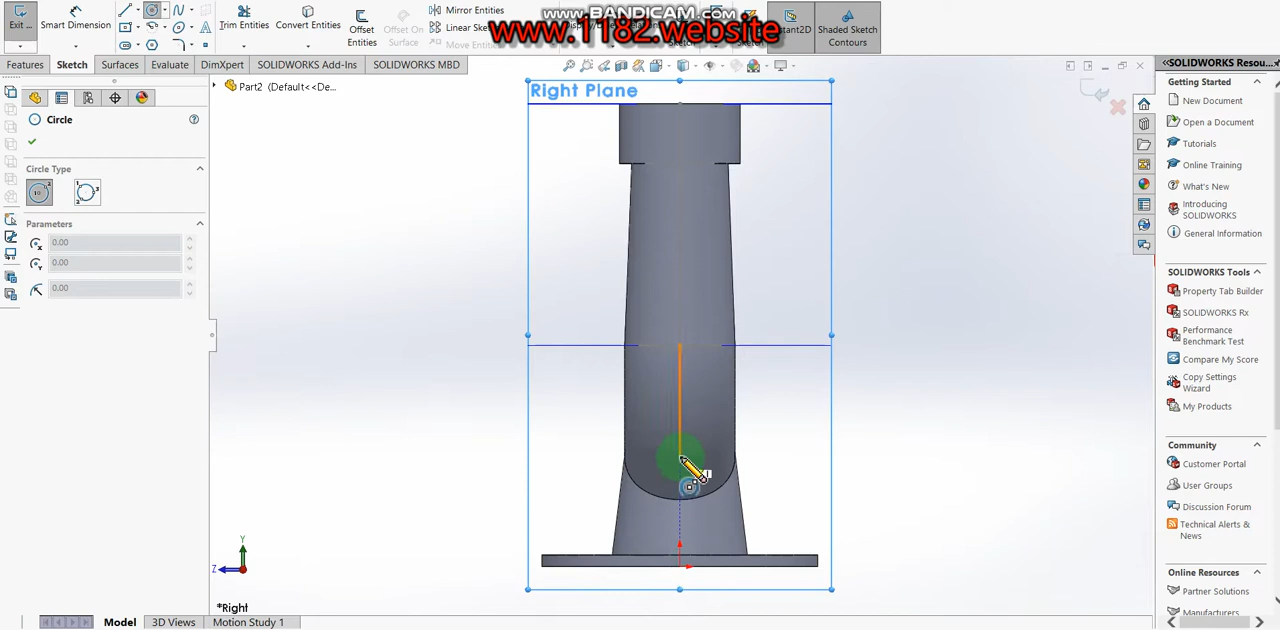 Exit ...
Smart Dimension
Trim Entities
Convert Entities
Offset
Entities
Offset On
Surface
Mirror Entities
Linear Sk
Move Entities
www.BANDICAM.com
www.1182.website
Sketch
Instant2D
Shaded Sketch
Contours
Features
Sketch
Surfaces
Evaluate
DimXpert
SOLIDWORKS Add-Ins
SOLIDWORKS MBD
Part2 (Default<<De...
Circle
Circle Type
Parameters
0.00
0.00
0.00
Right Plane
Y
Z
*Right
Model
3D Views
Motion Study 1
SOLIDWORKS Resou...
Getting Started
New Document
Open a Document
Tutorials
Online Training
What's New
Introducing
SOLIDWORKS
General Information
SOLIDWORKS Tools
Property Tab Builder
SOLIDWORKS Rx
Performance
Benchmark Test
Compare My Score
Copy Settings
Wizard
My Products
Community
Customer Portal
User Groups
Discussion Forum
Technical Alerts &
News
Online Resources
Partner Solutions
Manufacturers